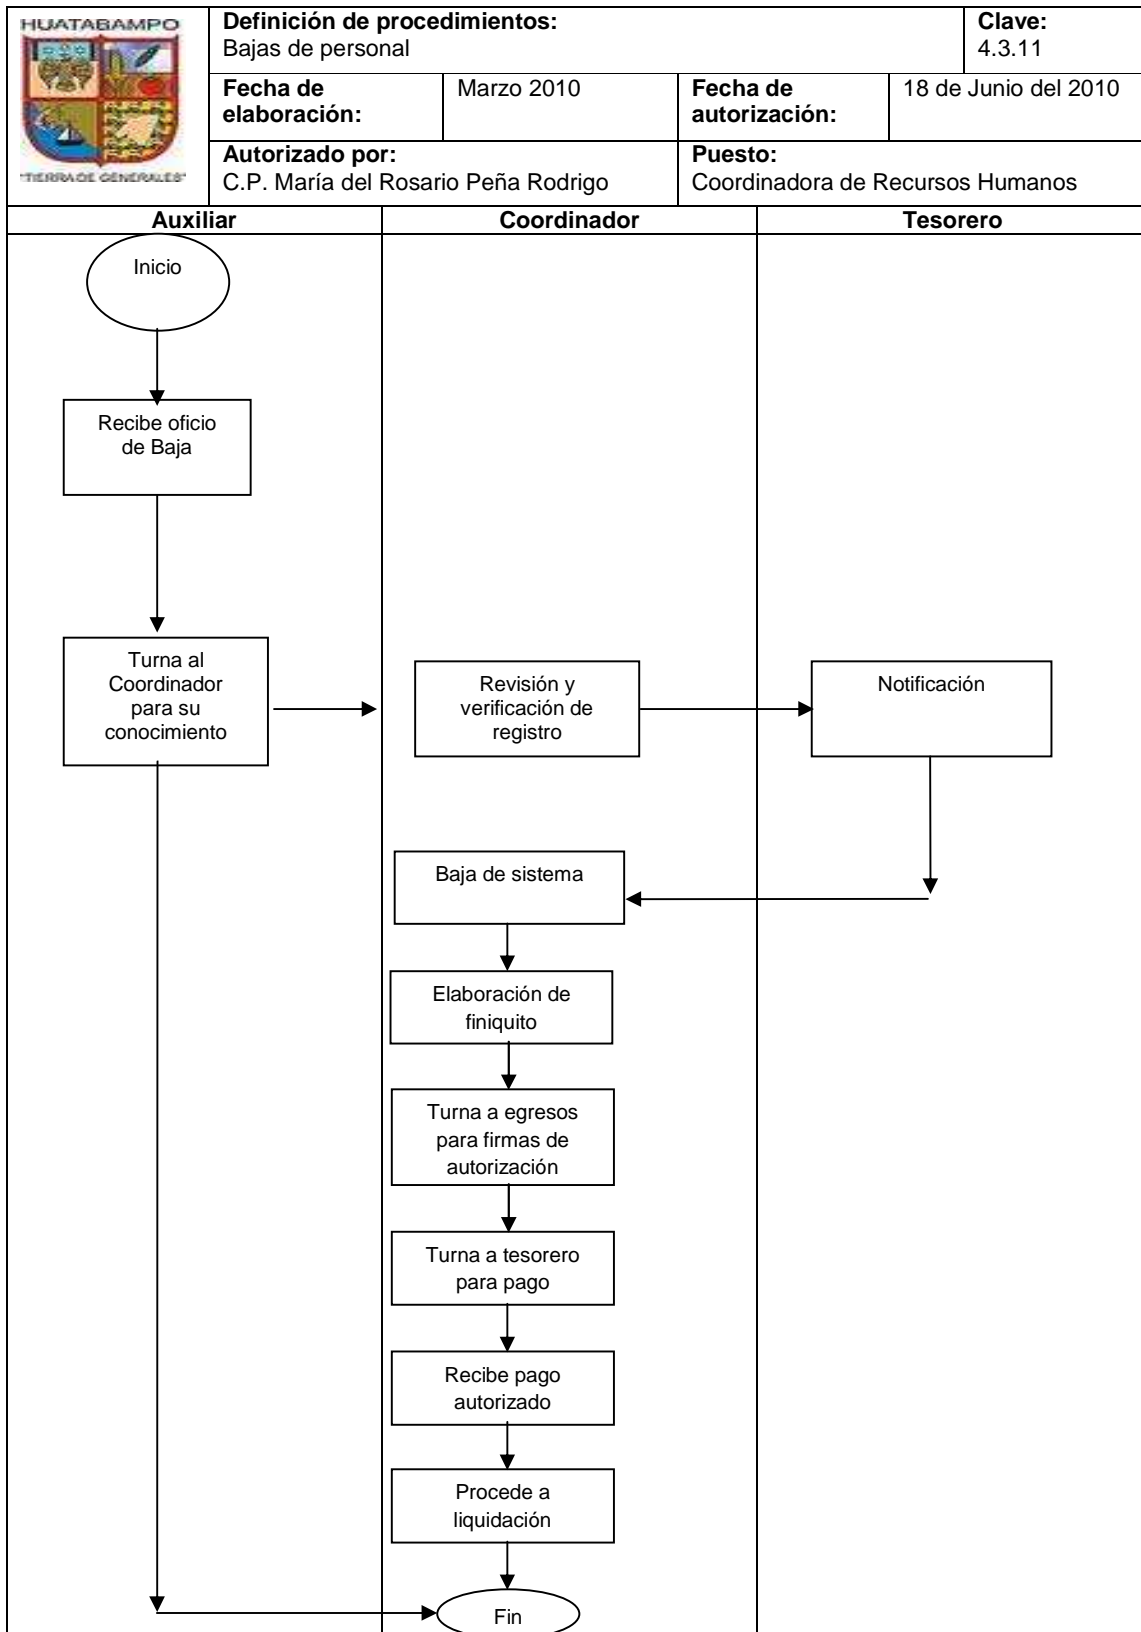 HUATABAMPO
"TIERRA DE GENERALES"
Definición de procedimientos:
Bajas de personal
Clave:
4.3.11
Fecha de
elaboración:
Marzo 2010
Fecha de
autorización:
18 de Junio del 2010
Autorizado por:
C.P. María del Rosario Peña Rodrigo
Puesto:
Coordinadora de Recursos Humanos
Auxiliar
Coordinador
Tesorero
Inicio
Recibe oficio
de Baja
Turna al
Coordinador
para su
conocimiento
Revisión y
verificación de
registro
Notificación
Baja de sistema
Elaboración de
finiquito
Turna a egresos
para firmas de
autorización
Turna a tesorero
para pago
Recibe pago
autorizado
Procede a
liquidación
Fin